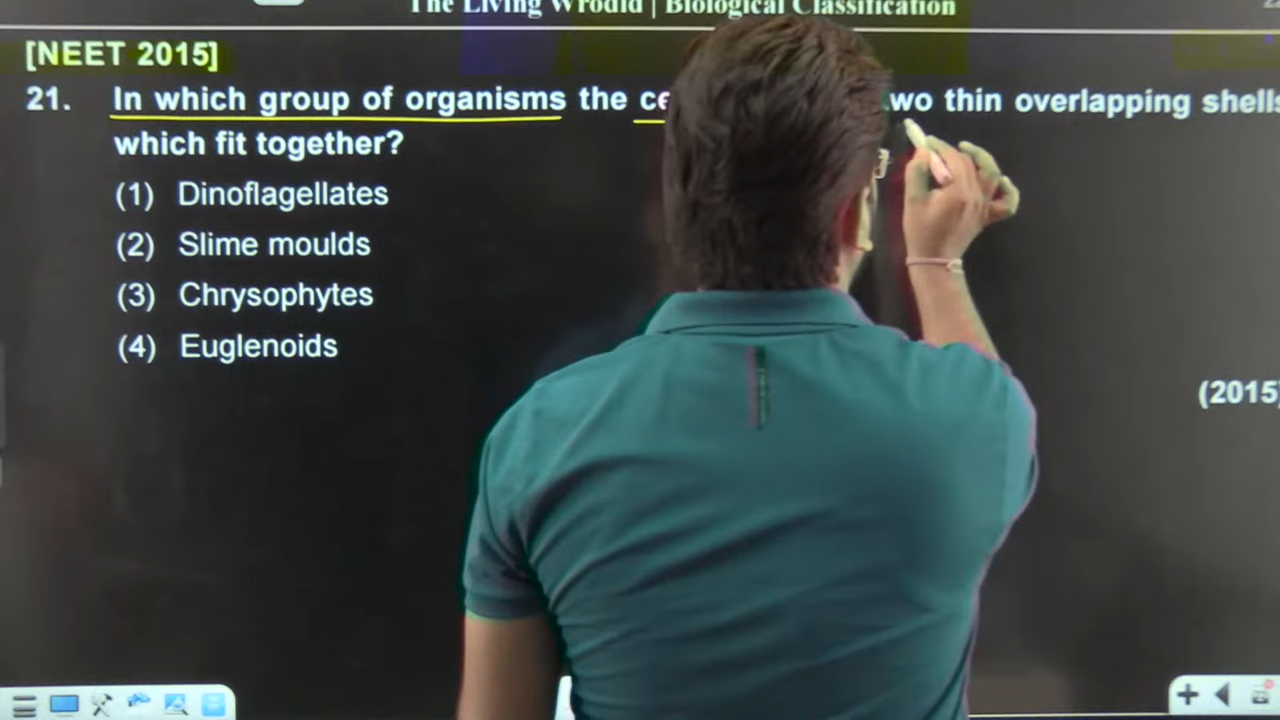 The Living Wrodld | Biological Classification
[NEET 2015]
21. In which group of organisms the ce wo thin overlapping shells
which fit together?
(1) Dinoflagellates
(2) Slime moulds
(3) Chrysophytes
(4) Euglenoids
(2015)